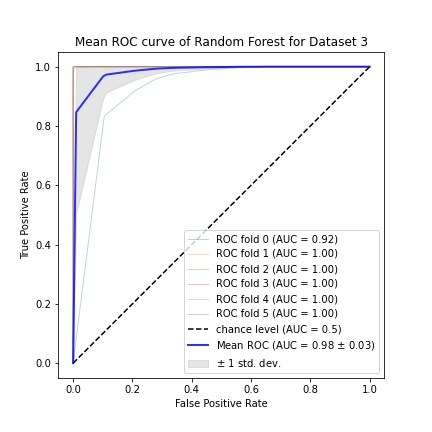 Mean ROC curve of Random Forest for Dataset 3
True Positive Rate
1.0
0.8
0.6
0.4
0.2
0.0
ROC fold 0 (AUC = 0.92)
ROC fold 1 (AUC = 1.00)
ROC fold 2 (AUC = 1.00)
ROC fold 3 (AUC = 1.00)
ROC fold 4 (AUC = 1.00)
ROC fold 5 (AUC = 1.00)
chance level (AUC = 0.5)
Mean ROC (AUC = 0.98 ± 0.03)
± 1 std. dev.
0.0 0.2 0.4 0.6 0.8 1.0
False Positive Rate